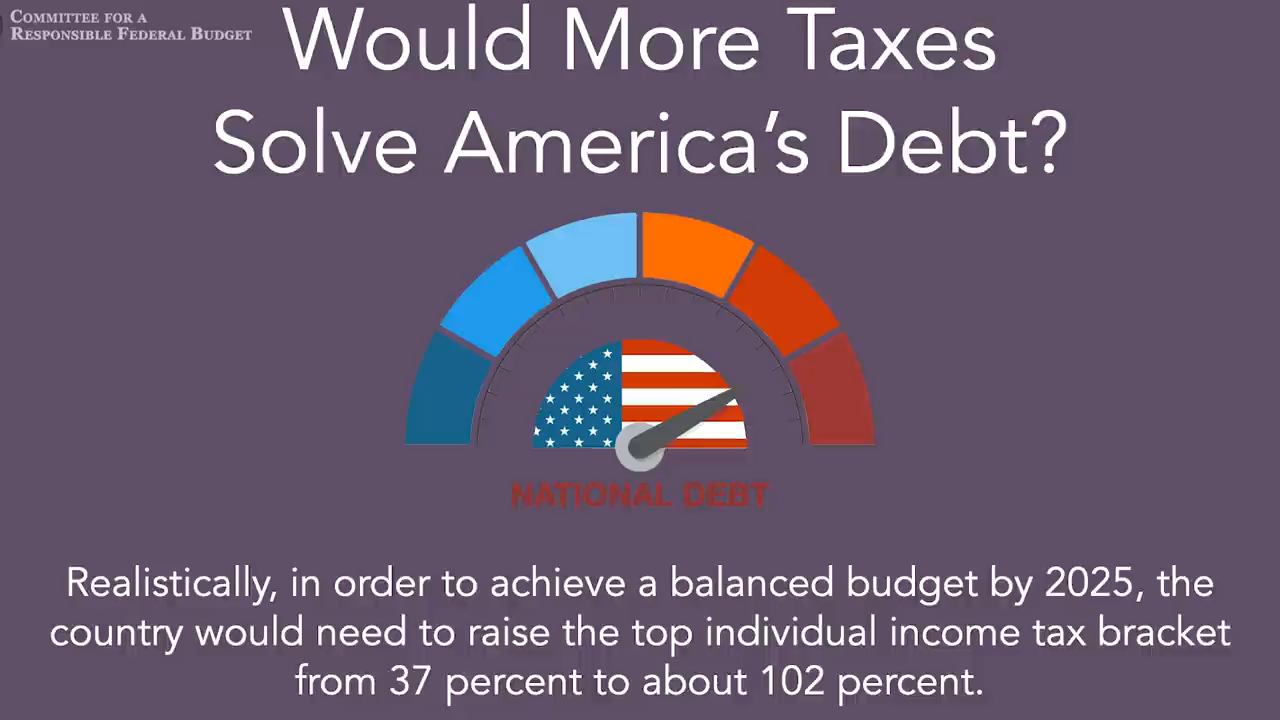 COMMITTEE FOR A
RESPONSIBLE FEDERAL BUDGET
Would More Taxes
Solve America’s Debt?
NATIONAL DEBT
Realistically, in order to achieve a balanced budget by 2025, the
country would need to raise the top individual income tax bracket
from 37 percent to about 102 percent.